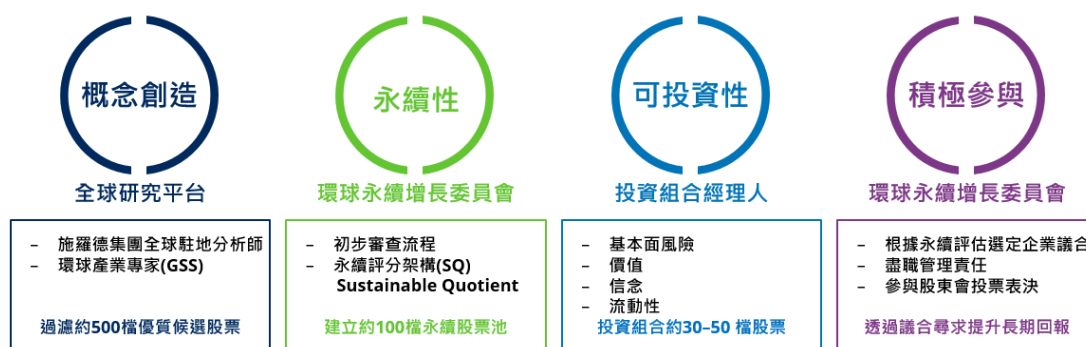 概念創造
全球研究平台
– 施羅德集團全球駐地分析師
– 環球產業專家(GSS)
過濾約500檔優質候選股票
永續性
環球永續增長委員會
– 初步審查流程
– 永續評分架構(SQ)
Sustainable Quotient
建立約100檔永續股票池
可投資性
投資組合經理人
– 基本面風險
– 價值
– 信念
– 流動性
投資組合約30–50 檔股票
積極參與
環球永續增長委員會
– 根據永續評估選定企業議合
– 盡職管理責任
– 參與股東會投票表決
透過議合尋求提升長期回報